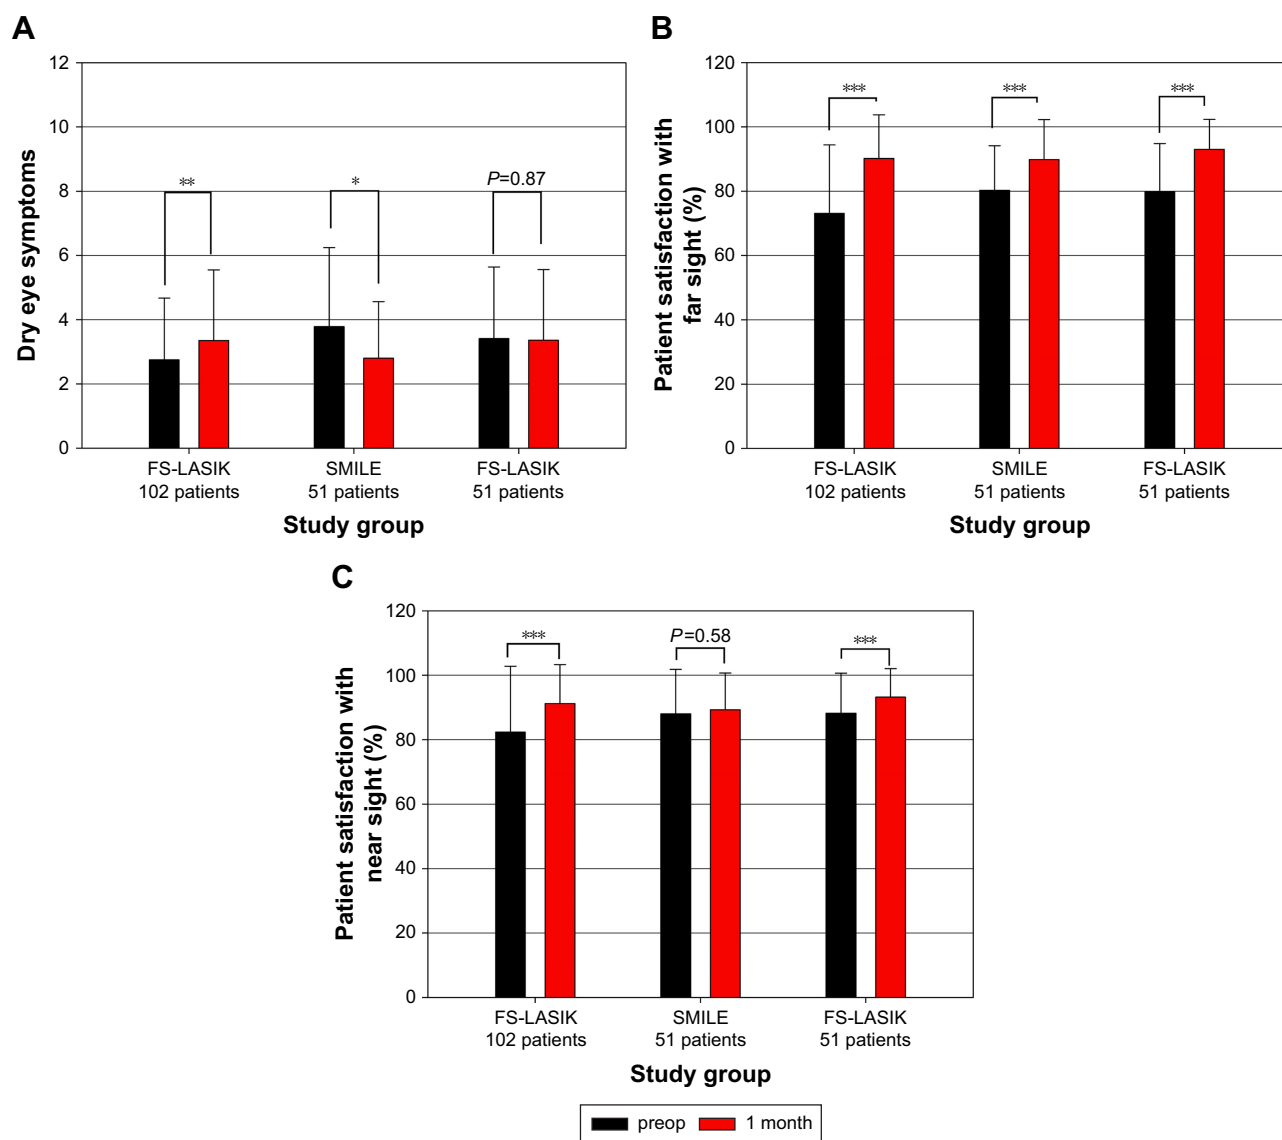 A
Dry eye symptoms
12
10
8
6
4
2
0
**
*
P=0.87
FS-LASIK
102 patients
SMILE
51 patients
FS-LASIK
51 patients
Study group
B
Patient satisfaction with
far sight (%)
120
100
80
60
40
20
0
***
***
***
FS-LASIK
102 patients
SMILE
51 patients
FS-LASIK
51 patients
Study group
C
Patient satisfaction with
near sight (%)
120
100
80
60
40
20
0
***
P=0.58
***
FS-LASIK
102 patients
SMILE
51 patients
FS-LASIK
51 patients
Study group
preop
1 month